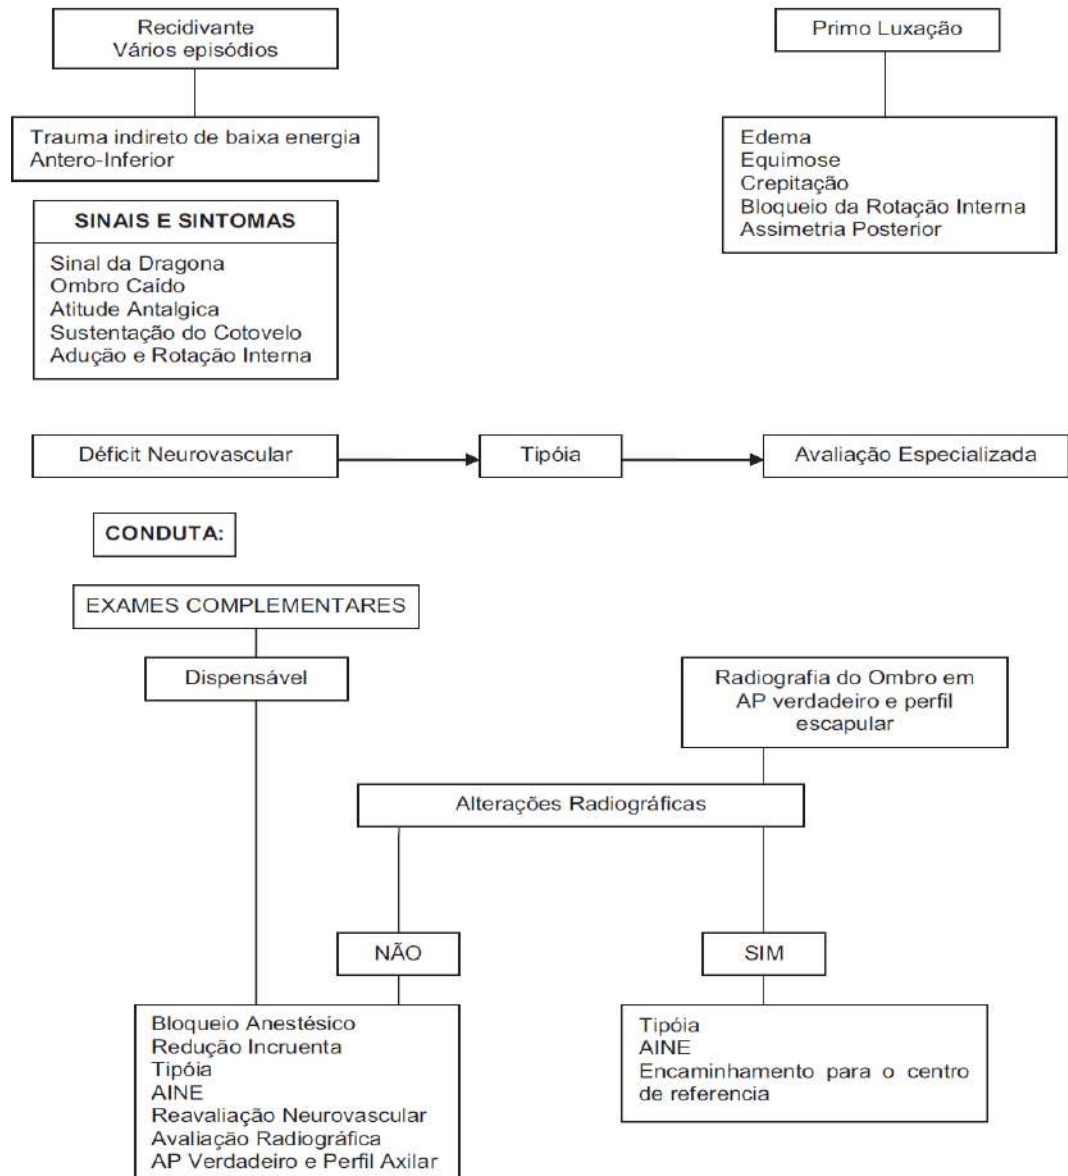 Recidivante
Vários episódios
Primo Luxação
Trauma indireto de baixa energia
Antero-Inferior
Edema
Equimose
Crepitação
Bloqueio da Rotação Interna
Assimetria Posterior
SINAIS E SINTOMAS
Sinal da Dragona
Ombro Caído
Atitude Antalgica
Sustentação do Cotovelo
Adução e Rotação Interna
Déficit Neurovascular
Tipóia
Avaliação Especializada
CONDUTA:
EXAMES COMPLEMENTARES
Dispensável
Radiografia do Ombro em
AP verdadeiro e perfil
escapular
Alterações Radiográficas
NÃO
SIM
Bloqueio Anestésico
Redução Incruenta
Tipóia
AINE
Reavaliação Neurovascular
Avaliação Radiográfica
AP Verdadeiro e Perfil Axilar
Tipóia
AINE
Encaminhamento para o centro
de referencia